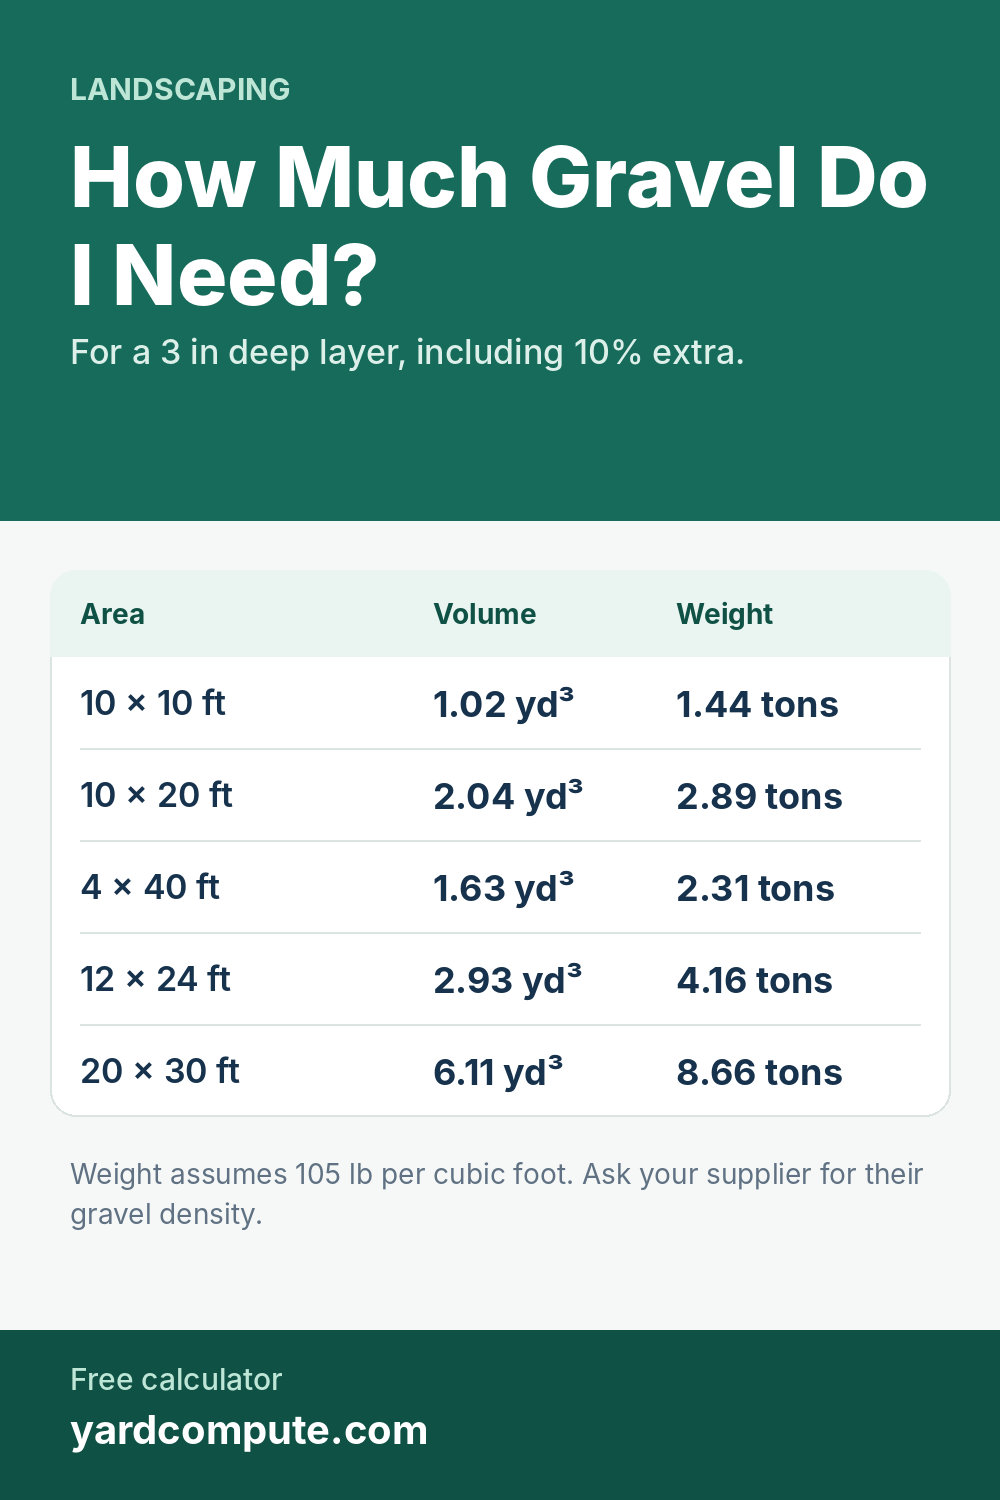 LANDSCAPING
How Much Gravel Do
I Need?
For a 3 in deep layer, including 10% extra.
Area Volume Weight
10 × 10 ft 1.02 yd³ 1.44 tons
10 × 20 ft 2.04 yd³ 2.89 tons
4 × 40 ft 1.63 yd³ 2.31 tons
12 × 24 ft 2.93 yd³ 4.16 tons
20 × 30 ft 6.11 yd³ 8.66 tons
Weight assumes 105 lb per cubic foot. Ask your supplier for their
gravel density.
Free calculator
yardcompute.com